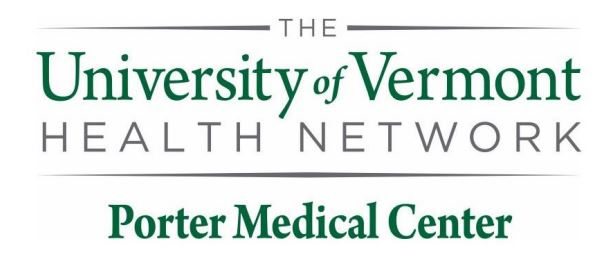 THE
University of Vermont
HEALTH NETWORK
Porter Medical Center